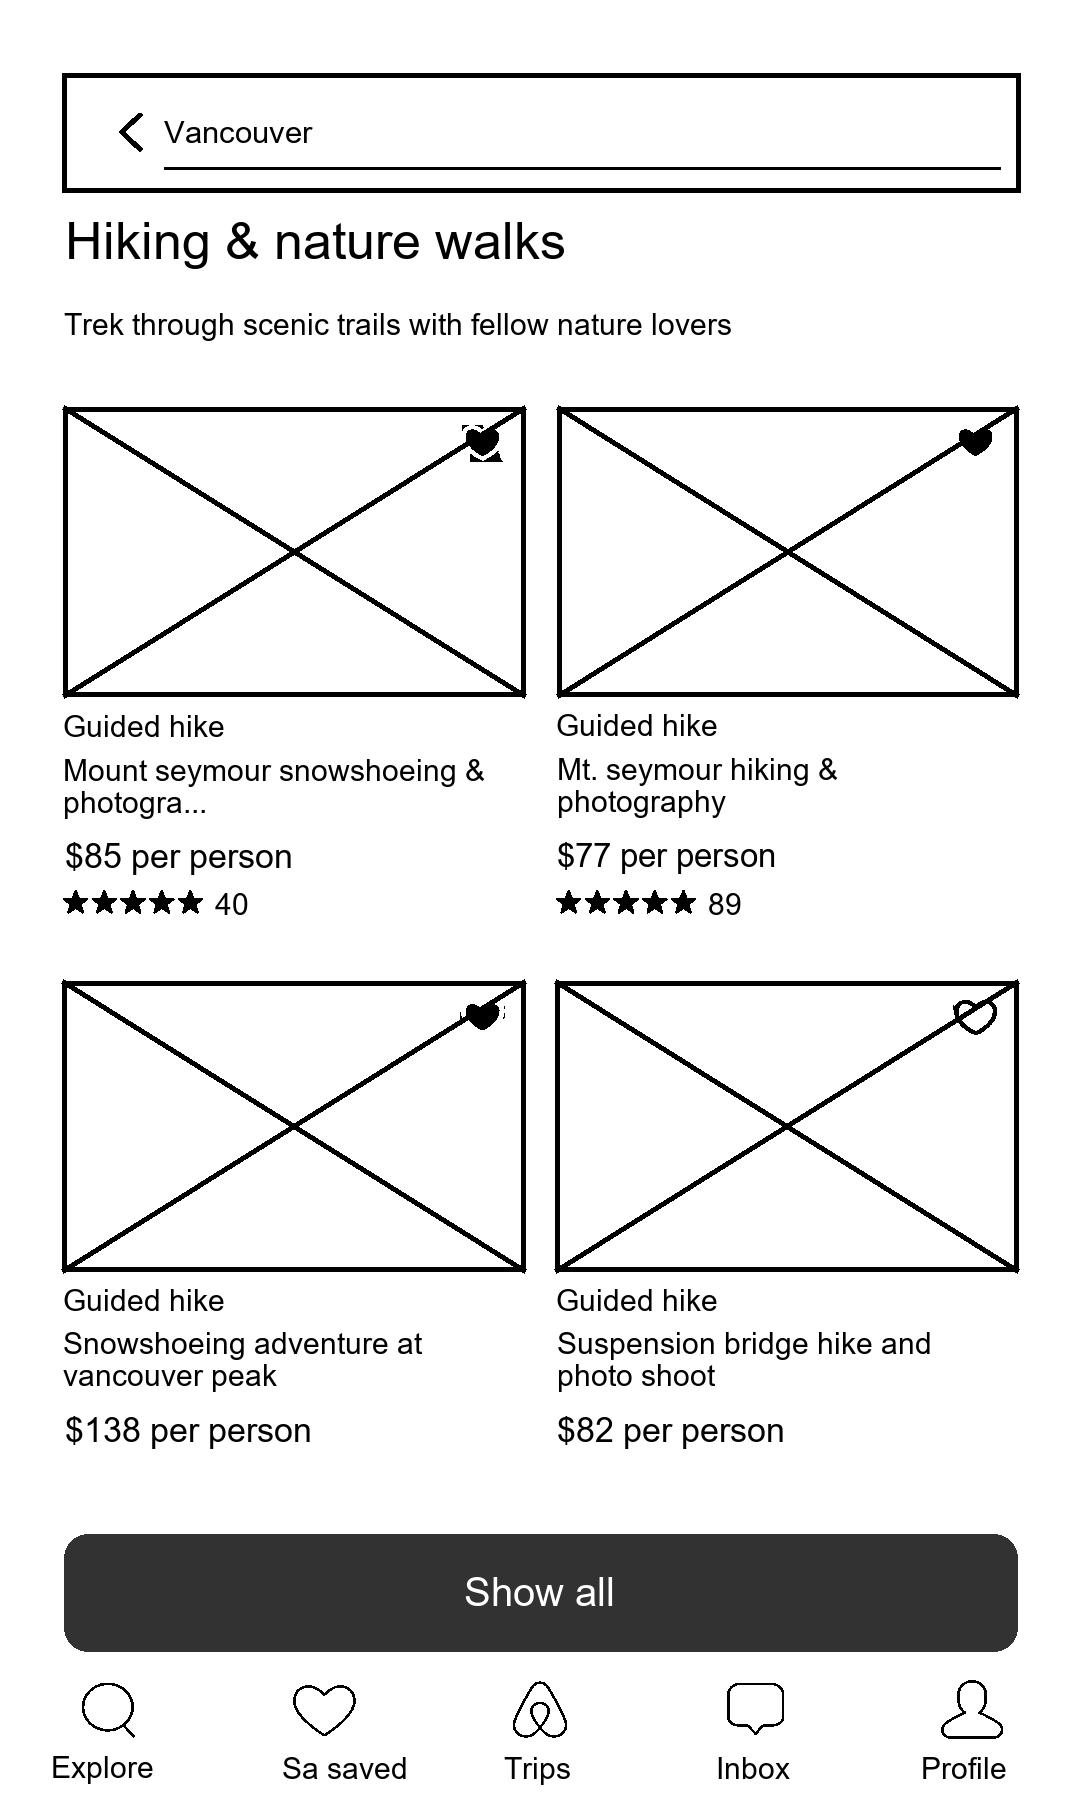 Vancouver
Hiking & nature walks
Trek through scenic trails with fellow nature lovers
Guided hike
Mount seymour snowshoeing &
photogra...
$85 per person
40
Guided hike
Mt. seymour hiking &
photography
$77 per person
89
Guided hike
Snowshoeing adventure at
vancouver peak
$138 per person
Guided hike
Suspension bridge hike and
photo shoot
$82 per person
Show all
Explore
Sa saved
Trips
Inbox
Profile